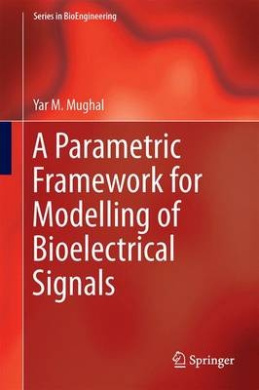 Series in BioEngineering
Yar M. Mughal
A Parametric
Framework for
Modelling of
Bioelectrical
Signals
Springer